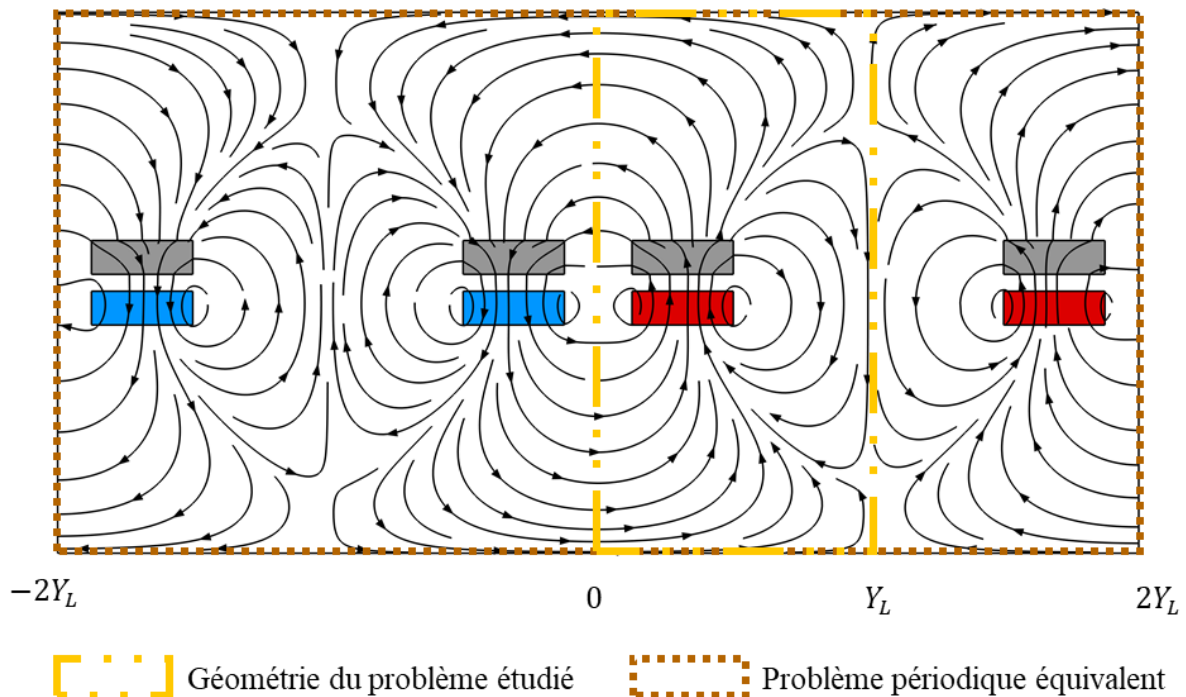 −2Y_L 0 Y_L 2Y_L
Géométrie du problème étudié Problème périodique équivalent